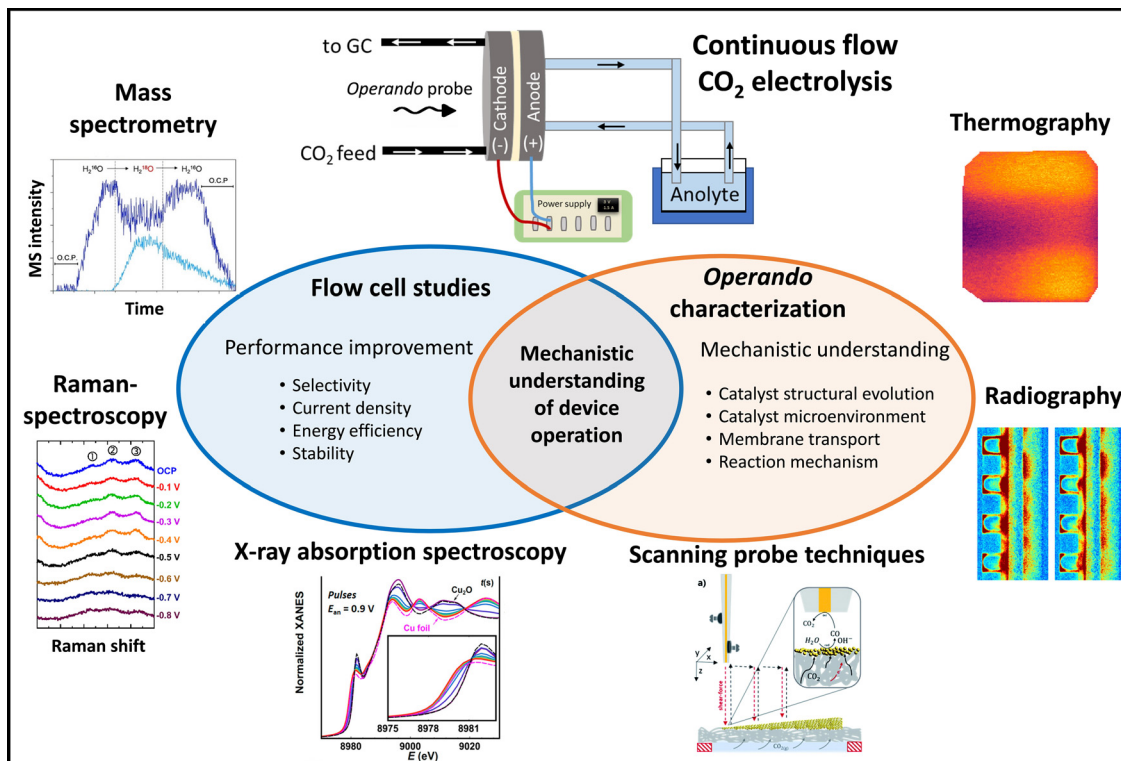 to GC
Continuous flow
CO₂ electrolysis
Operando probe
Cathode
Anode
(-)
(+)
CO₂ feed
Power supply
Anolyte
Mass
spectrometry
H₂¹⁶O → H₂¹⁸O → H₂¹⁶O
O.C.P
O.C.P.
MS intensity
Time
Thermography
Flow cell studies
Performance improvement
• Selectivity
• Current density
• Energy efficiency
• Stability
Mechanistic
understanding
of device
operation
Operando
characterization
Mechanistic understanding
• Catalyst structural evolution
• Catalyst microenvironment
• Membrane transport
• Reaction mechanism
Raman-
spectroscopy
① ② ③
OCP
-0.1 V
-0.2 V
-0.3 V
-0.4 V
-0.5 V
-0.6 V
-0.7 V
-0.8 V
Raman shift
Radiography
X-ray absorption spectroscopy
Normalized XANES
Pulses
Eₐₙ = 0.9 V
t(s)
Cu₂O
Cu foil
8975 8978 8981
8980 9000 9020
E (eV)
Scanning probe techniques
a)
y
x
z
shear-force
CO₂
CO
H₂O
OH⁻
CO₂
CO₂₍g₎